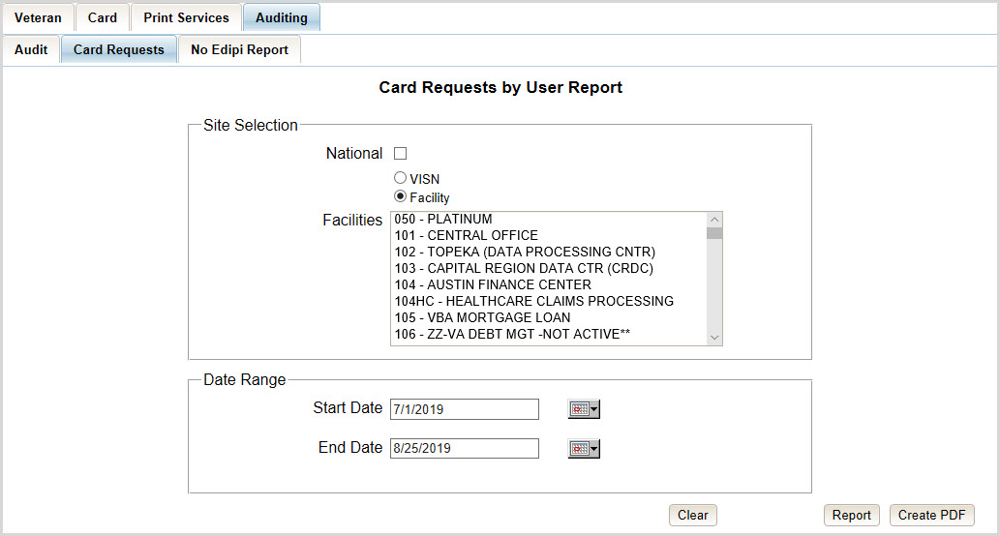 Veteran Card Print Services Auditing
Audit Card Requests No Edipi Report
Card Requests by User Report
Site Selection
National
VISN
Facility
Facilities
050 - PLATINUM
101 - CENTRAL OFFICE
102 - TOPEKA (DATA PROCESSING CNTR)
103 - CAPITAL REGION DATA CTR (CRDC)
104 - AUSTIN FINANCE CENTER
104HC - HEALTHCARE CLAIMS PROCESSING
105 - VBA MORTGAGE LOAN
106 - ZZ-VA DEBT MGT -NOT ACTIVE**
Date Range
Start Date 7/1/2019
End Date 8/25/2019
Clear Report Create PDF